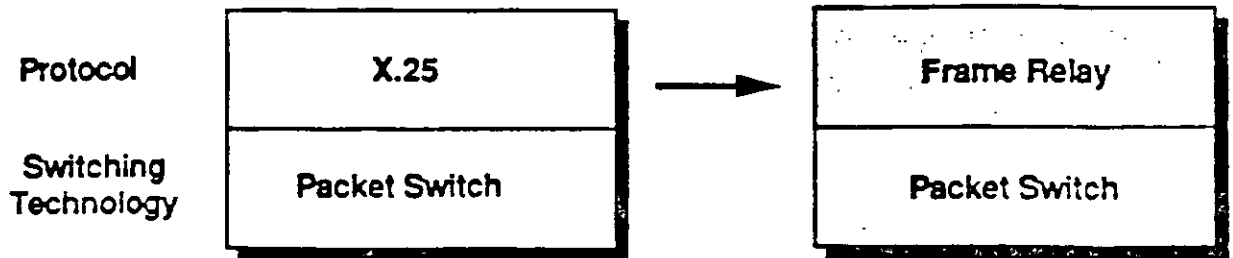 Protocol X.25 Frame Relay
Switching
Technology
Packet Switch Packet Switch